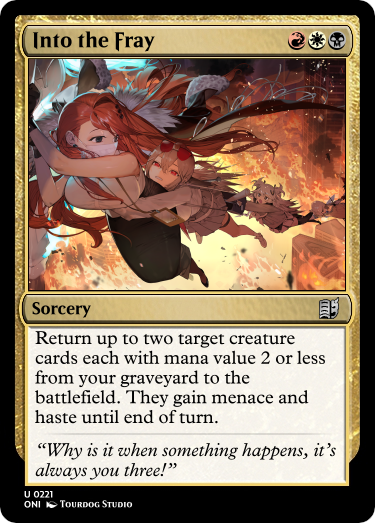 Into the Fray
Sorcery
Return up to two target creature
cards each with mana value 2 or less
from your graveyard to the
battlefield. They gain menace and
haste until end of turn.
“Why is it when something happens, it’s
always you three!”
U 0221
ONI Tourdog Studio